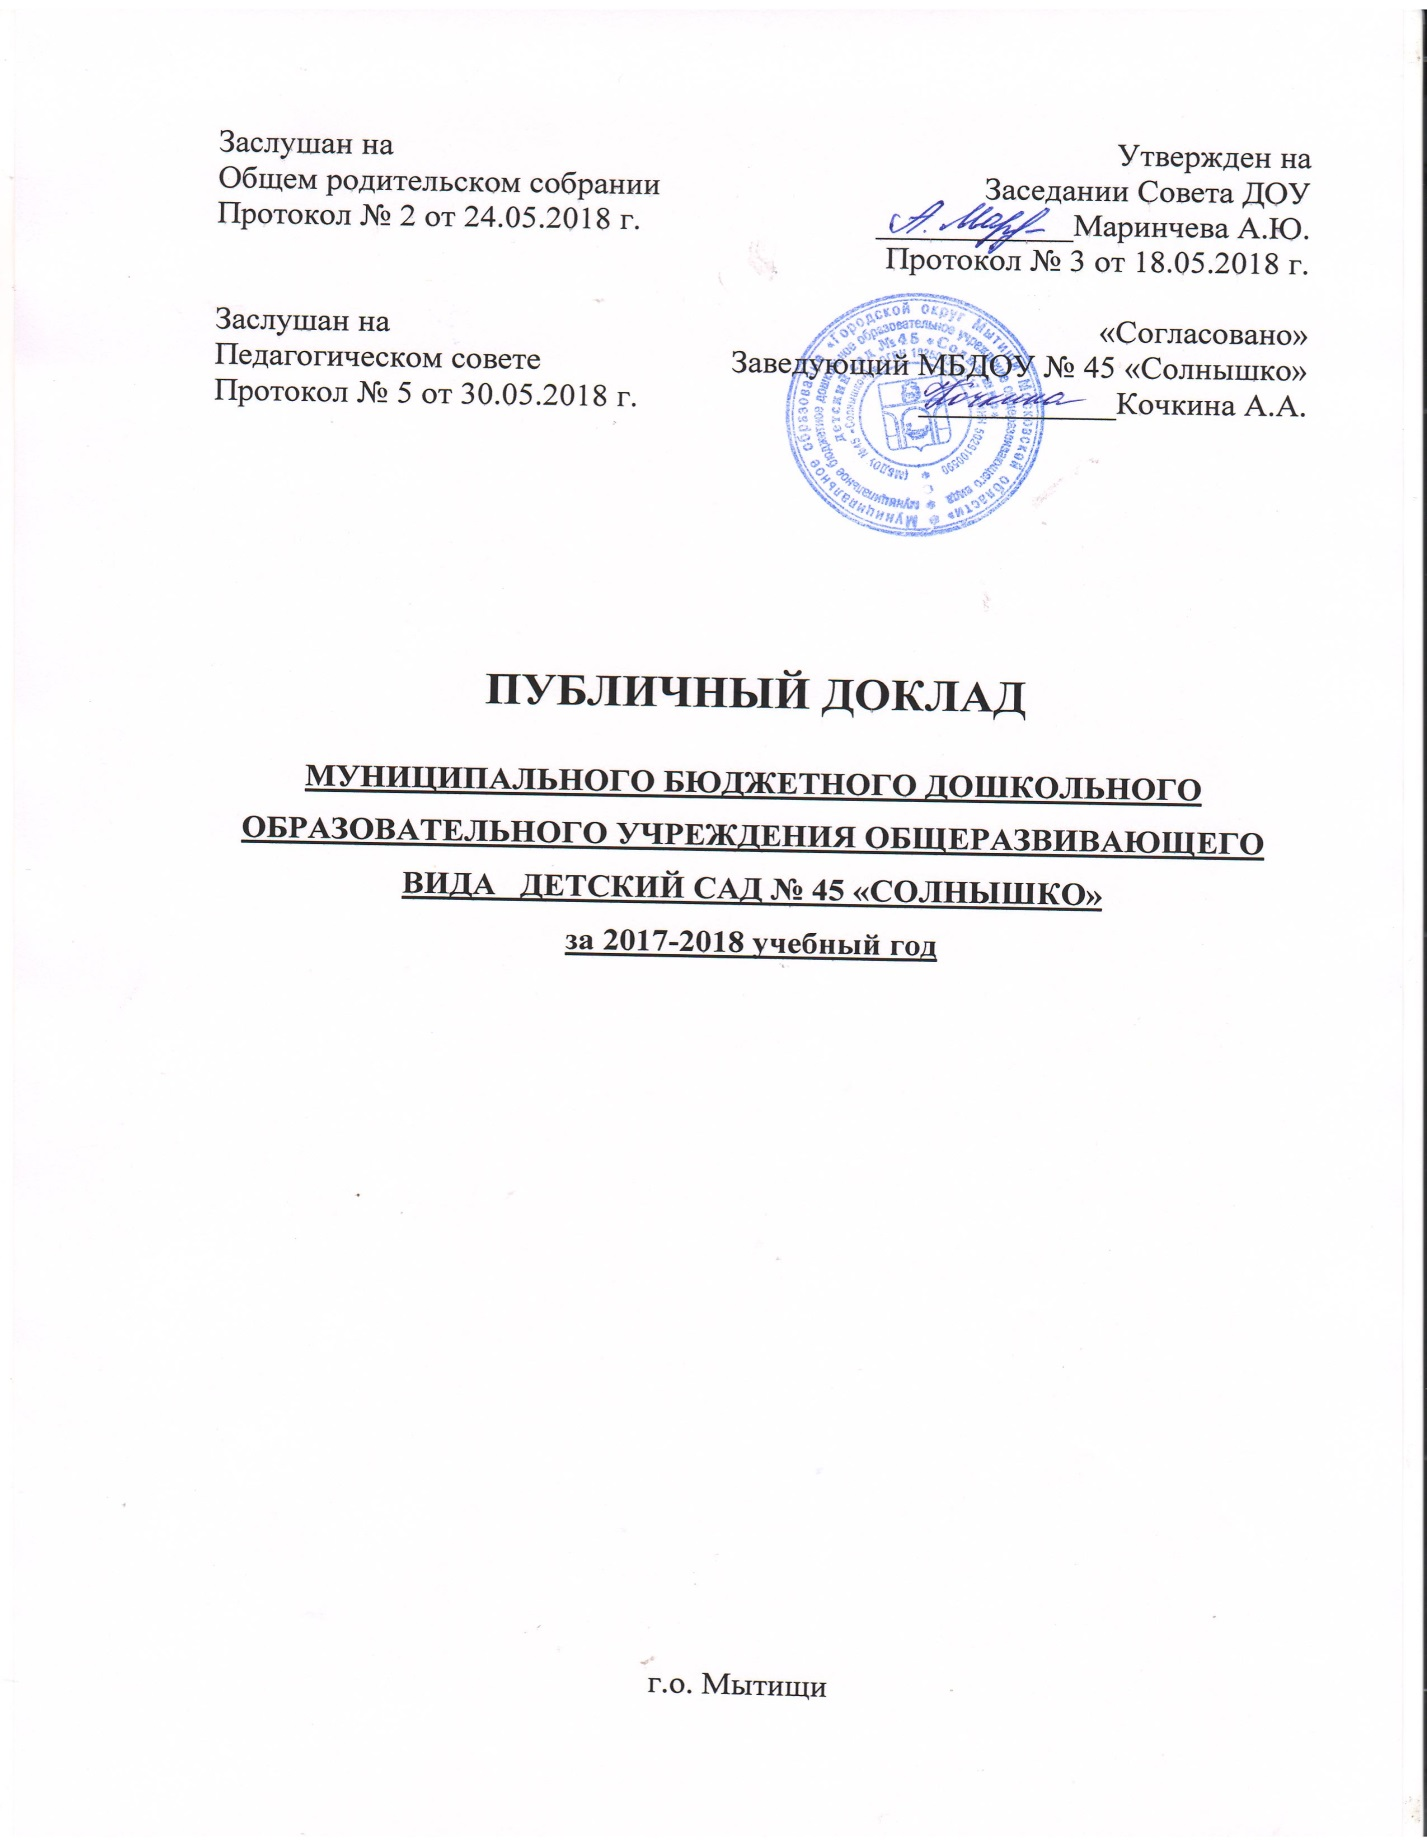 Заслушан на
Общем родительском собрании
Протокол № 2 от 24.05.2018 г.
Утвержден на
Заседании Совета ДОУ
Маринчева А.Ю.
Протокол № 3 от 18.05.2018 г.
Заслушан на
Педагогическом совете
Протокол № 5 от 30.05.2018 г.
«Согласовано»
Заведующий МБДОУ № 45 «Солнышко»
Кочкина А.А.
ПУБЛИЧНЫЙ ДОКЛАД
МУНИЦИПАЛЬНОГО БЮДЖЕТНОГО ДОШКОЛЬНОГО
ОБРАЗОВАТЕЛЬНОГО УЧРЕЖДЕНИЯ ОБЩЕРАЗВИВАЮЩЕГО
ВИДА ДЕТСКИЙ САД № 45 «СОЛНЫШКО»
за 2017-2018 учебный год
г.о. Мытищи